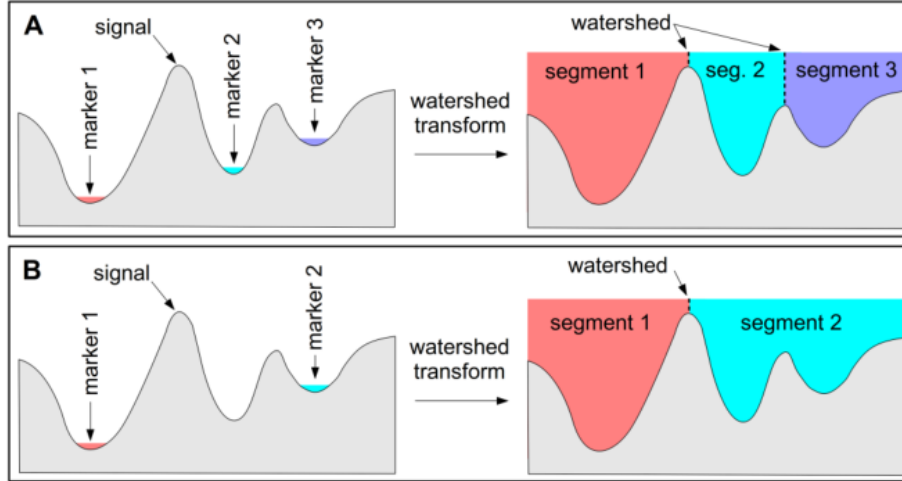 A
signal
marker 1
marker 2
marker 3
watershed
transform
watershed
segment 1
seg. 2
segment 3
B
signal
marker 1
marker 2
watershed
transform
watershed
segment 1
segment 2